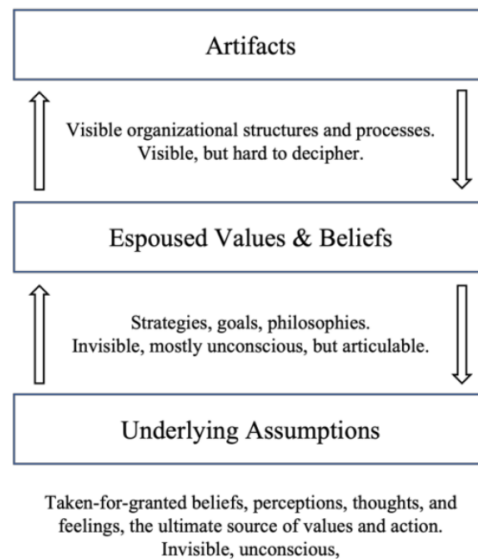 Artifacts
Visible organizational structures and processes.
Visible, but hard to decipher.
Espoused Values & Beliefs
Strategies, goals, philosophies.
Invisible, mostly unconscious, but articulable.
Underlying Assumptions
Taken-for-granted beliefs, perceptions, thoughts, and
feelings, the ultimate source of values and action.
Invisible, unconscious,